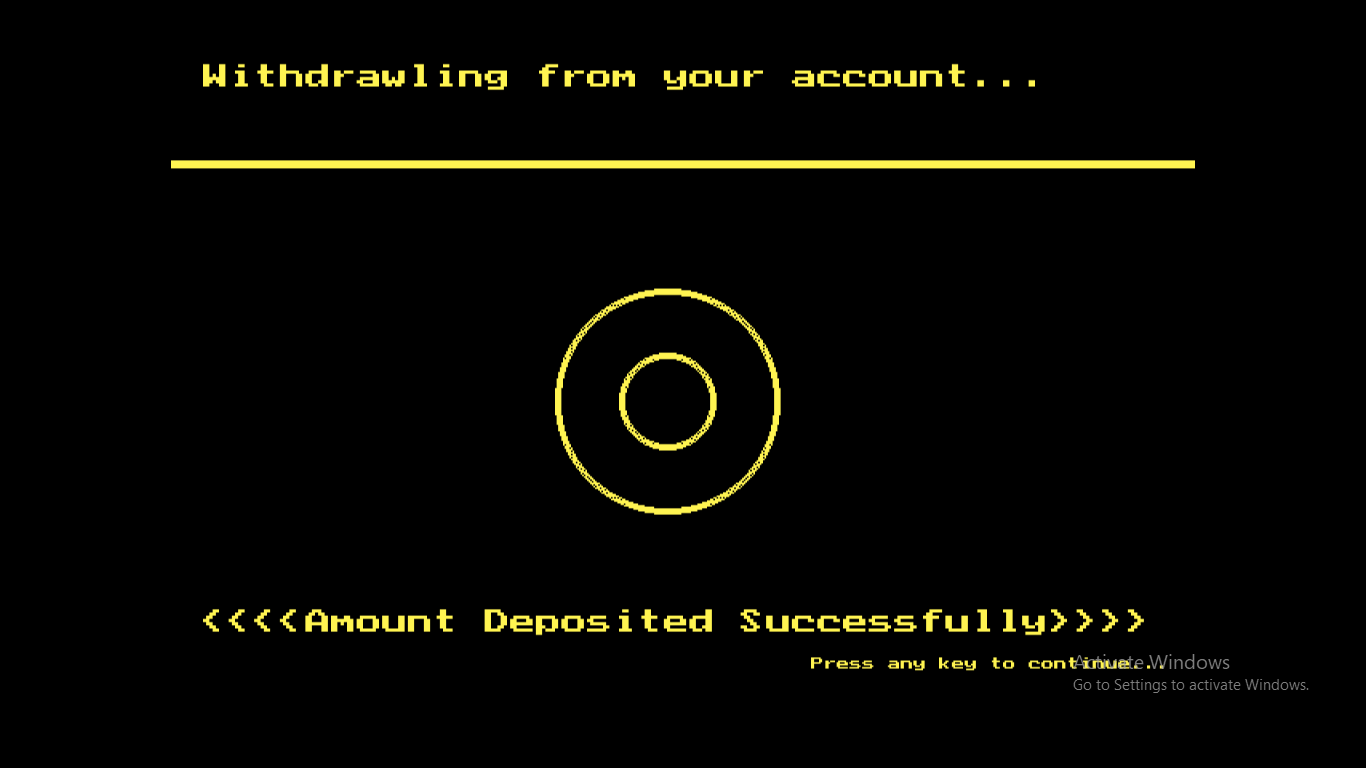 Withdrawling from your account...
<<<<Amount Deposited Successfully>>>>
Press any key to continue...
Activate Windows
Go to Settings to activate Windows.